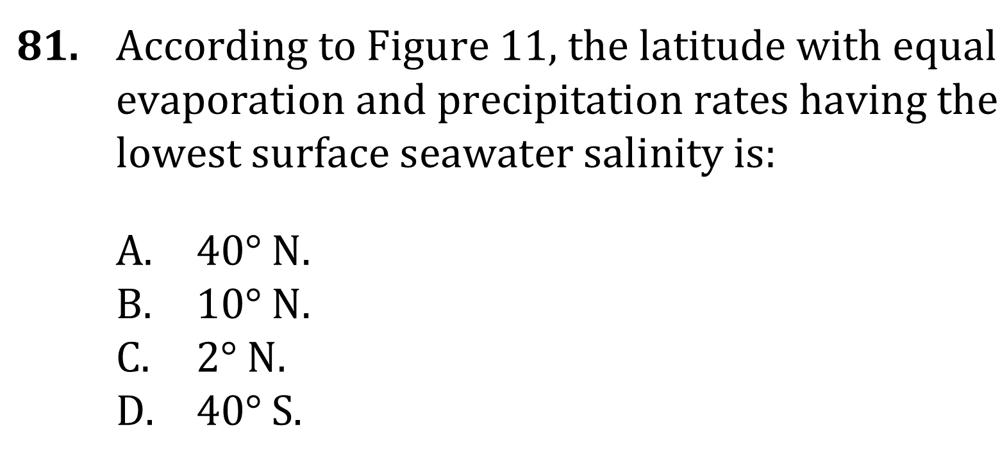 81. According to Figure 11, the latitude with equal
evaporation and precipitation rates having the
lowest surface seawater salinity is:
A. 40° N.
B. 10° N.
C. 2° N.
D. 40° S.